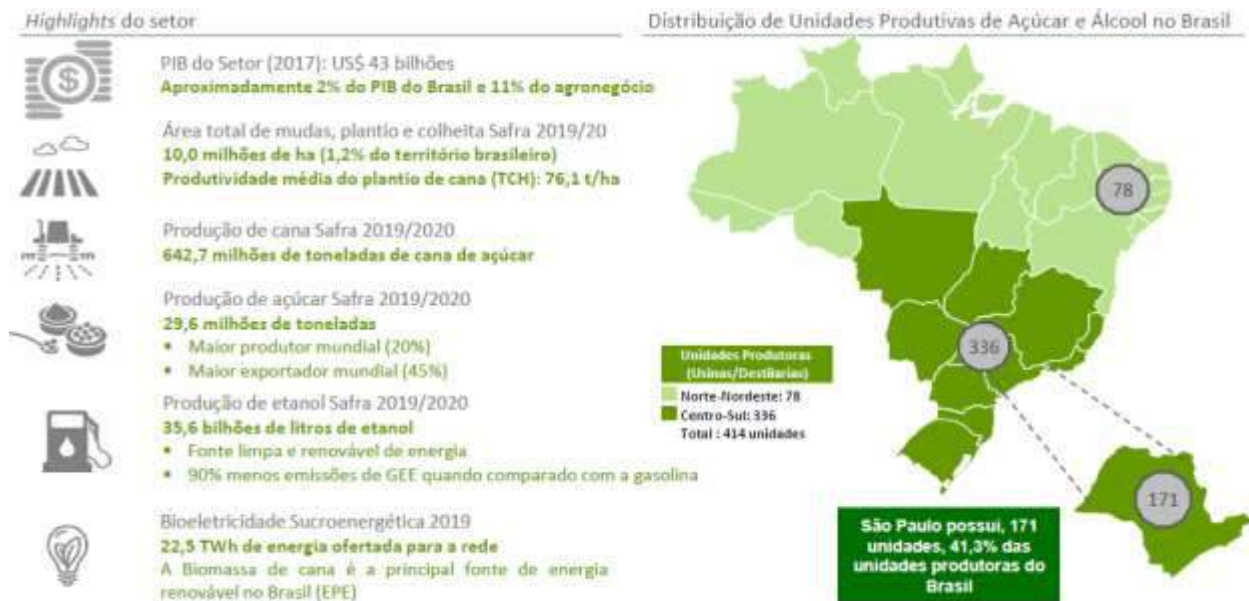 Highlights do setor
PIB do Setor (2017): US$ 43 bilhões
Aproximadamente 2% do PIB do Brasil e 11% do agronegócio
Área total de mudas, plantio e colheita Safra 2019/20
10,0 milhões de ha (1,2% do território brasileiro)
Produtividade média do plantio de cana (TCH): 76,1 t/ha
Produção de cana Safra 2019/2020
642,7 milhões de toneladas de cana de açúcar
Produção de açúcar Safra 2019/2020
29,6 milhões de toneladas
• Maior produtor mundial (20%)
• Maior exportador mundial (45%)
Produção de etanol Safra 2019/2020
35,6 bilhões de litros de etanol
• Fonte limpa e renovável de energia
• 90% menos emissões de GEE quando comparado com a gasolina
Bioeletricidade Sucroenergética 2019
22,5 TWh de energia ofertada para a rede
A Biomassa de cana é a principal fonte de energia
renovável no Brasil (EPE)
Distribuição de Unidades Produtivas de Açúcar e Álcool no Brasil
78
336
Unidades Produtoras
(Usinas/Destilarias)
Norte-Nordeste: 78
Centro-Sul: 336
Total : 414 unidades
171
São Paulo possui, 171
unidades, 41,3% das
unidades produtoras do
Brasil